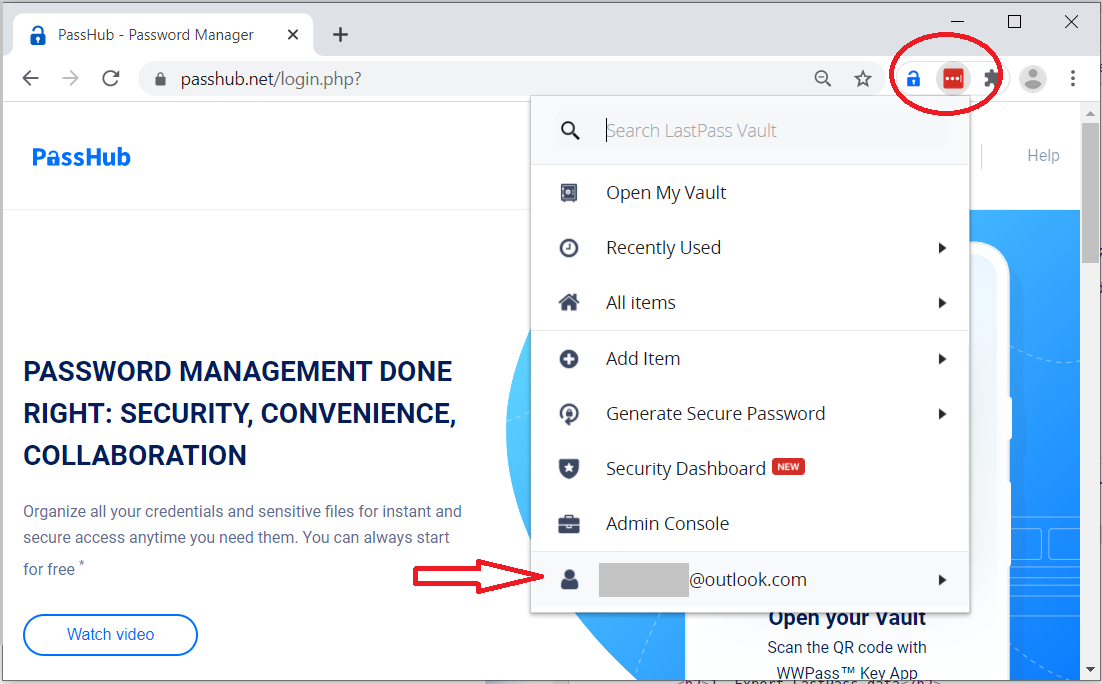 PassHub - Password Manager
passhub.net/login.php?
Search LastPass Vault
PassHub
Help
Open My Vault
Recently Used
All items
Add Item
Generate Secure Password
Security Dashboard NEW
Admin Console
@outlook.com
PASSWORD MANAGEMENT DONE
RIGHT: SECURITY, CONVENIENCE,
COLLABORATION
Organize all your credentials and sensitive files for instant and
secure access anytime you need them. You can always start
for free *
Watch video
Open your Vault
Scan the QR code with
WWPass™ Key App